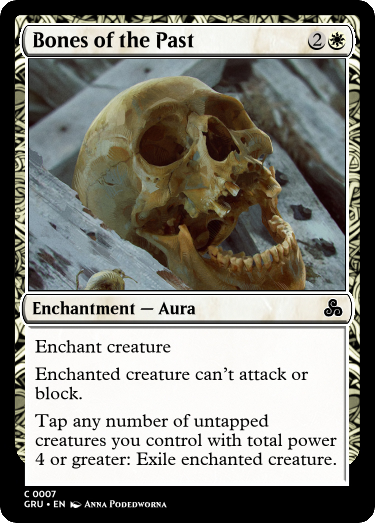 Bones of the Past 2
Enchantment — Aura
Enchant creature
Enchanted creature can't attack or
block.
Tap any number of untapped
creatures you control with total power
4 or greater: Exile enchanted creature.
C 0007
GRU • EN Anna Podedworna